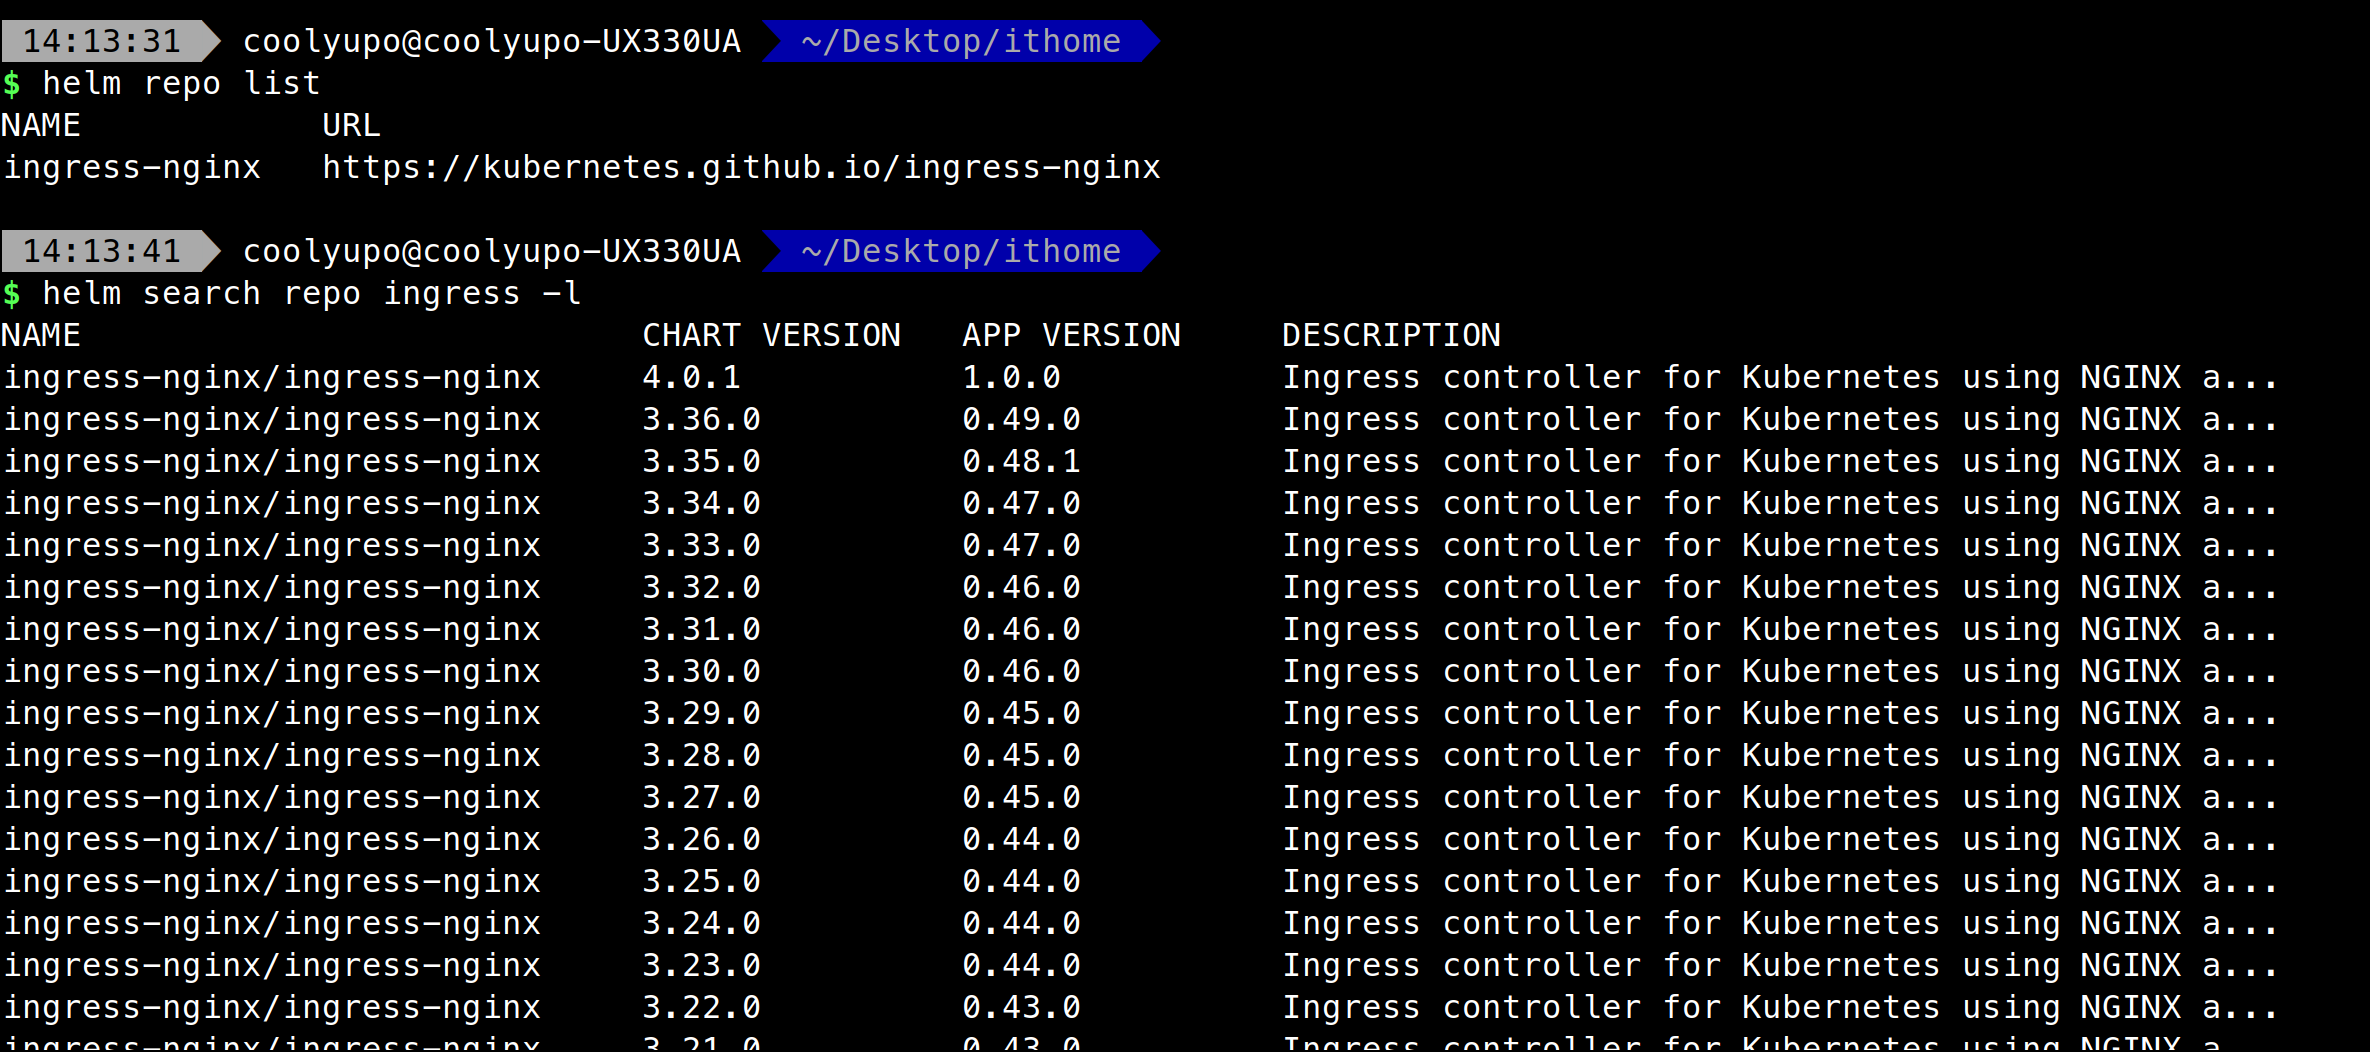 14:13:31 coolyupo@coolyupo-UX330UA ~/Desktop/ithome
$ helm repo list
NAME URL
ingress-nginx https://kubernetes.github.io/ingress-nginx
14:13:41 coolyupo@coolyupo-UX330UA ~/Desktop/ithome
$ helm search repo ingress -l
NAME CHART VERSION APP VERSION DESCRIPTION
ingress-nginx/ingress-nginx 4.0.1 1.0.0 Ingress controller for Kubernetes using NGINX a...
ingress-nginx/ingress-nginx 3.36.0 0.49.0 Ingress controller for Kubernetes using NGINX a...
ingress-nginx/ingress-nginx 3.35.0 0.48.1 Ingress controller for Kubernetes using NGINX a...
ingress-nginx/ingress-nginx 3.34.0 0.47.0 Ingress controller for Kubernetes using NGINX a...
ingress-nginx/ingress-nginx 3.33.0 0.47.0 Ingress controller for Kubernetes using NGINX a...
ingress-nginx/ingress-nginx 3.32.0 0.46.0 Ingress controller for Kubernetes using NGINX a...
ingress-nginx/ingress-nginx 3.31.0 0.46.0 Ingress controller for Kubernetes using NGINX a...
ingress-nginx/ingress-nginx 3.30.0 0.46.0 Ingress controller for Kubernetes using NGINX a...
ingress-nginx/ingress-nginx 3.29.0 0.45.0 Ingress controller for Kubernetes using NGINX a...
ingress-nginx/ingress-nginx 3.28.0 0.45.0 Ingress controller for Kubernetes using NGINX a...
ingress-nginx/ingress-nginx 3.27.0 0.45.0 Ingress controller for Kubernetes using NGINX a...
ingress-nginx/ingress-nginx 3.26.0 0.44.0 Ingress controller for Kubernetes using NGINX a...
ingress-nginx/ingress-nginx 3.25.0 0.44.0 Ingress controller for Kubernetes using NGINX a...
ingress-nginx/ingress-nginx 3.24.0 0.44.0 Ingress controller for Kubernetes using NGINX a...
ingress-nginx/ingress-nginx 3.23.0 0.44.0 Ingress controller for Kubernetes using NGINX a...
ingress-nginx/ingress-nginx 3.22.0 0.43.0 Ingress controller for Kubernetes using NGINX a...
ingress-nginx/ingress-nginx 3.21.0 0.43.0 Ingress controller for Kubernetes using NGINX a